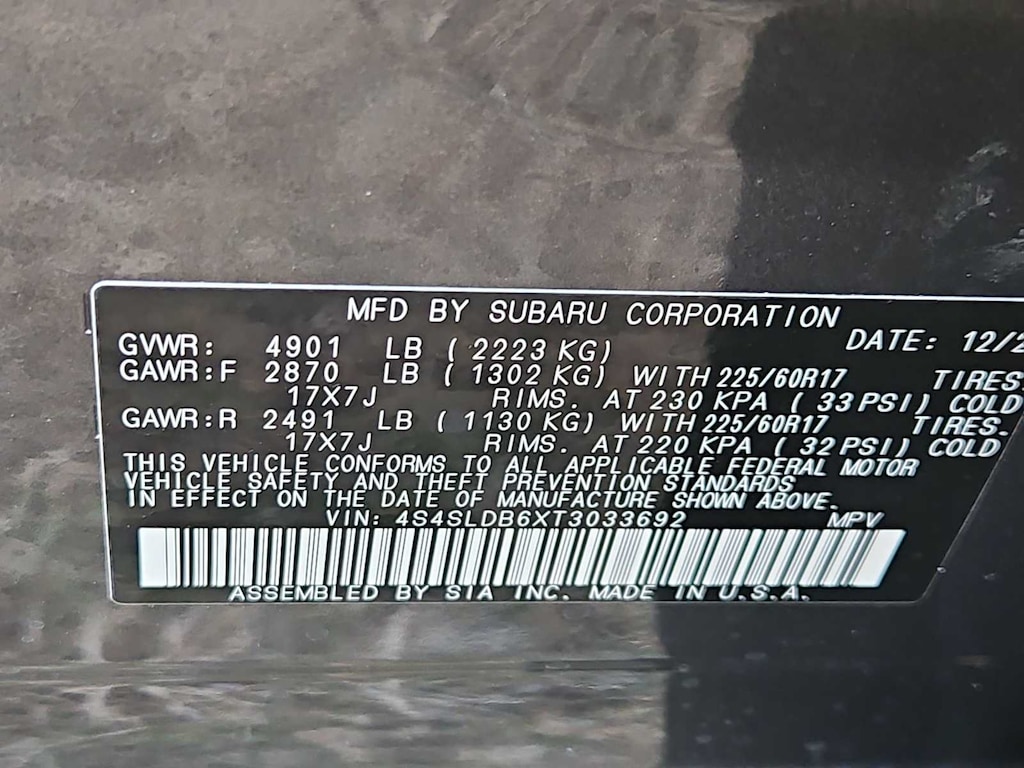 MFD BY SUBARU CORPORATION
DATE: 12/2
GVWR: 4901 LB (2223 KG)
GAWR:F 2870 LB (1302 KG) WITH 225/60R17 TIRES
17X7J RIMS. AT 230 KPA (33 PSI) COLD
GAWR:R 2491 LB (1130 KG) WITH 225/60R17 TIRES.
17X7J RIMS. AT 220 KPA (32 PSI) COLD
THIS VEHICLE CONFORMS TO ALL APPLICABLE FEDERAL MOTOR
VEHICLE SAFETY AND THEFT PREVENTION STANDARDS
IN EFFECT ON THE DATE OF MANUFACTURE SHOWN ABOVE.
VIN: 4S4SLDB6XT3033692 MPV
ASSEMBLED BY SIA INC. MADE IN U.S.A.